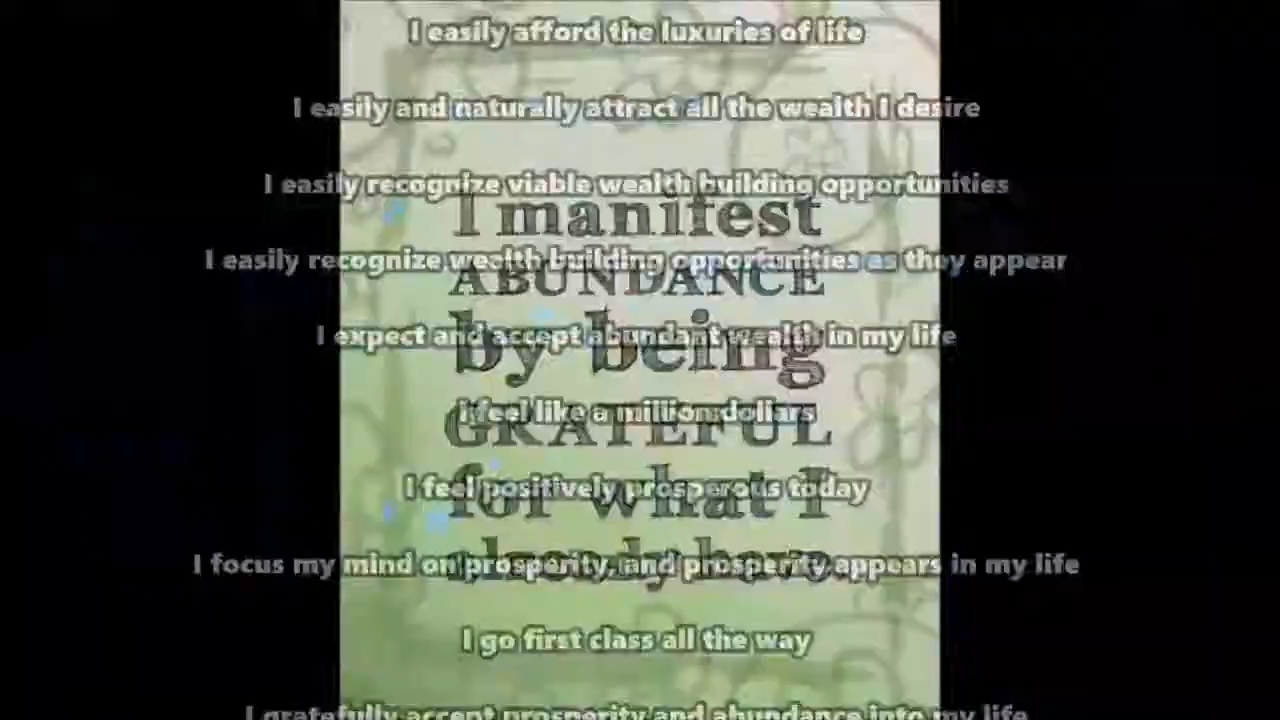 I easily afford the luxuries of life
I easily and naturally attract all the wealth I desire
I easily recognize viable wealth building opportunities
I manifest
I easily recognize wealth building opportunities as they appear
ABUNDANCE
I expect and accept abundant wealth in my life
by being
I feel like a million dollars
GRATEFUL
I feel positively prosperous today
for what I
I focus my mind on prosperity, and prosperity appears in my life
already have.
I go first class all the way
I gratefully accept prosperity and abundance into my life